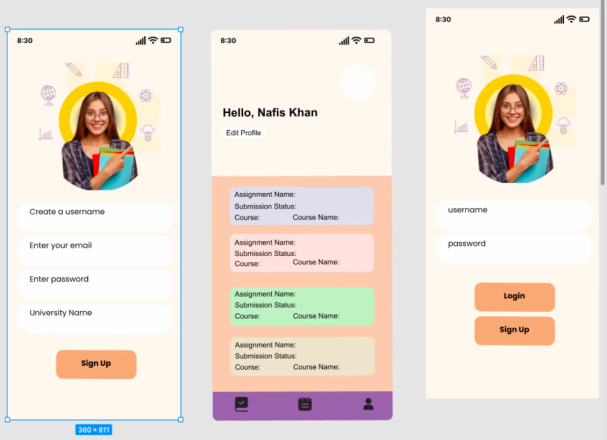 8:30
Create a username
Enter your email
Enter password
University Name
Sign Up
360 × 811
8:30
Hello, Nafis Khan
Edit Profile
Assignment Name:
Submission Status:
Course: Course Name:
Assignment Name:
Submission Status:
Course: Course Name:
Assignment Name:
Submission Status:
Course: Course Name:
Assignment Name:
Submission Status:
Course: Course Name:
8:30
username
password
Login
Sign Up